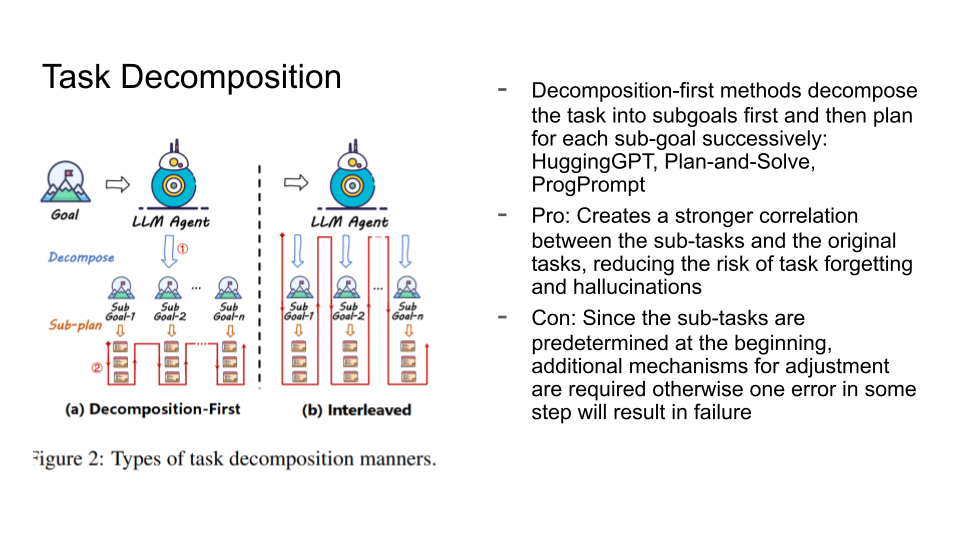 Task Decomposition
Goal
LLM Agent
LLM Agent
①
Decompose
...
...
Sub Goal-1
Sub Goal-2
Sub Goal-n
Sub Goal-1
Sub Goal-2
Sub Goal-n
Sub-plan
②
(a) Decomposition-First
(b) Interleaved
Figure 2: Types of task decomposition manners.
- Decomposition-first methods decompose
the task into subgoals first and then plan
for each sub-goal successively:
HuggingGPT, Plan-and-Solve,
ProgPrompt
- Pro: Creates a stronger correlation
between the sub-tasks and the original
tasks, reducing the risk of task forgetting
and hallucinations
- Con: Since the sub-tasks are
predetermined at the beginning,
additional mechanisms for adjustment
are required otherwise one error in some
step will result in failure